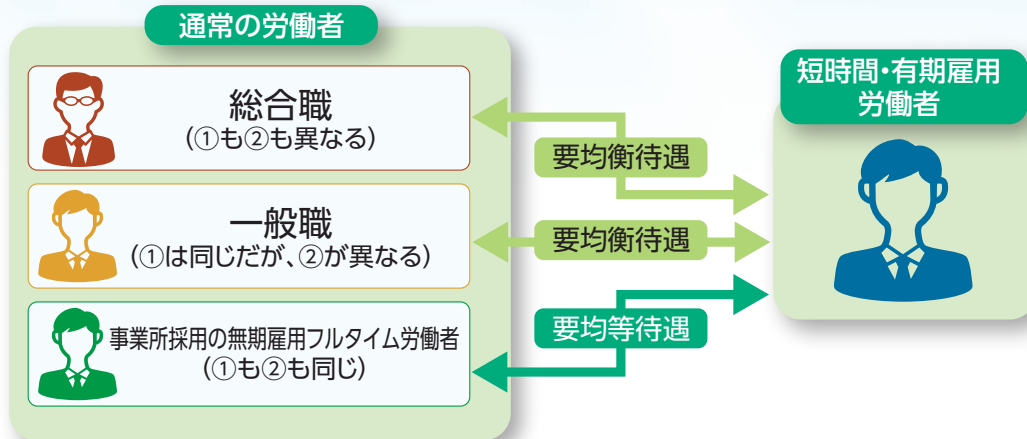 通常の労働者
総合職
(①も②も異なる)
要均衡待遇
一般職
(①は同じだが、②が異なる)
要均衡待遇
事業所採用の無期雇用フルタイム労働者
(①も②も同じ)
要均等待遇
短時間・有期雇用
労働者